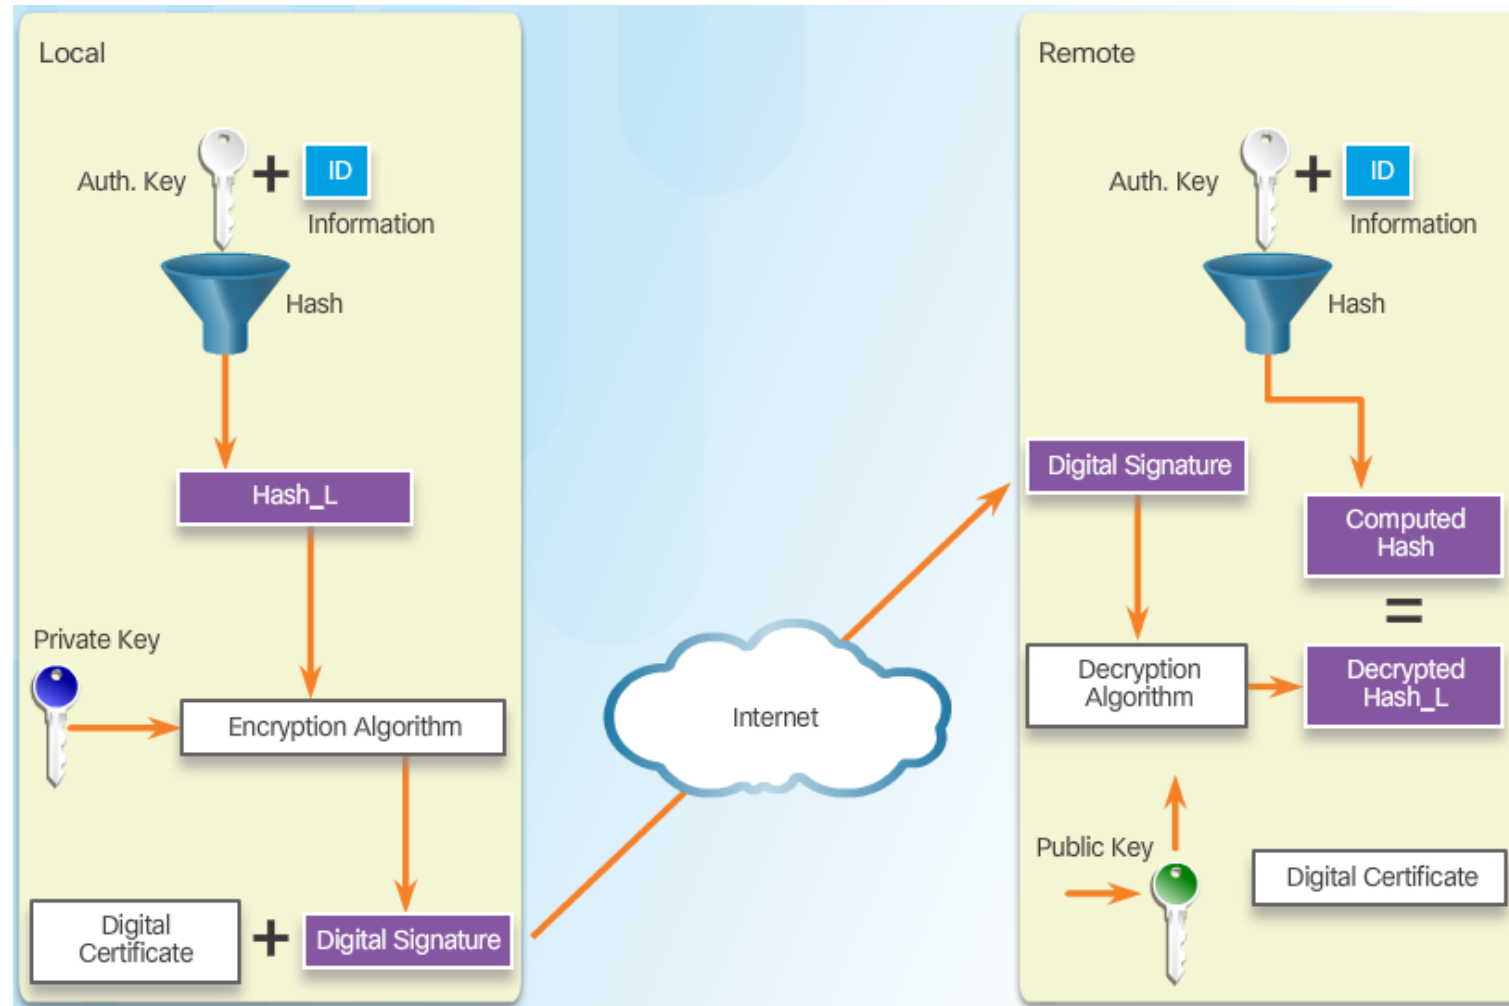 Local
Auth. Key
ID
Information
Hash
Hash_L
Private Key
Encryption Algorithm
Digital
Certificate
Digital Signature
Internet
Remote
Auth. Key
ID
Information
Hash
Digital Signature
Computed
Hash
Decryption
Algorithm
Decrypted
Hash_L
Public Key
Digital Certificate